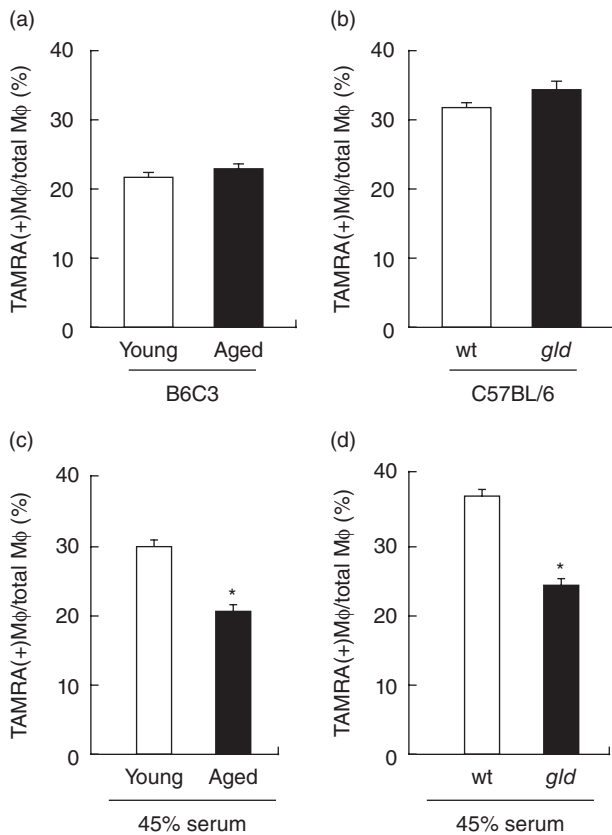 (a)
40
30
20
10
0
TAMRA(+)Mϕ/total Mϕ (%)
Young Aged
B6C3
(b)
40
30
20
10
0
TAMRA(+)Mϕ/total Mϕ (%)
wt gld
C57BL/6
(c)
40
30
20
10
0
TAMRA(+)Mϕ/total Mϕ (%)
*
Young Aged
45% serum
(d)
40
30
20
10
0
TAMRA(+)Mϕ/total Mϕ (%)
*
wt gld
45% serum